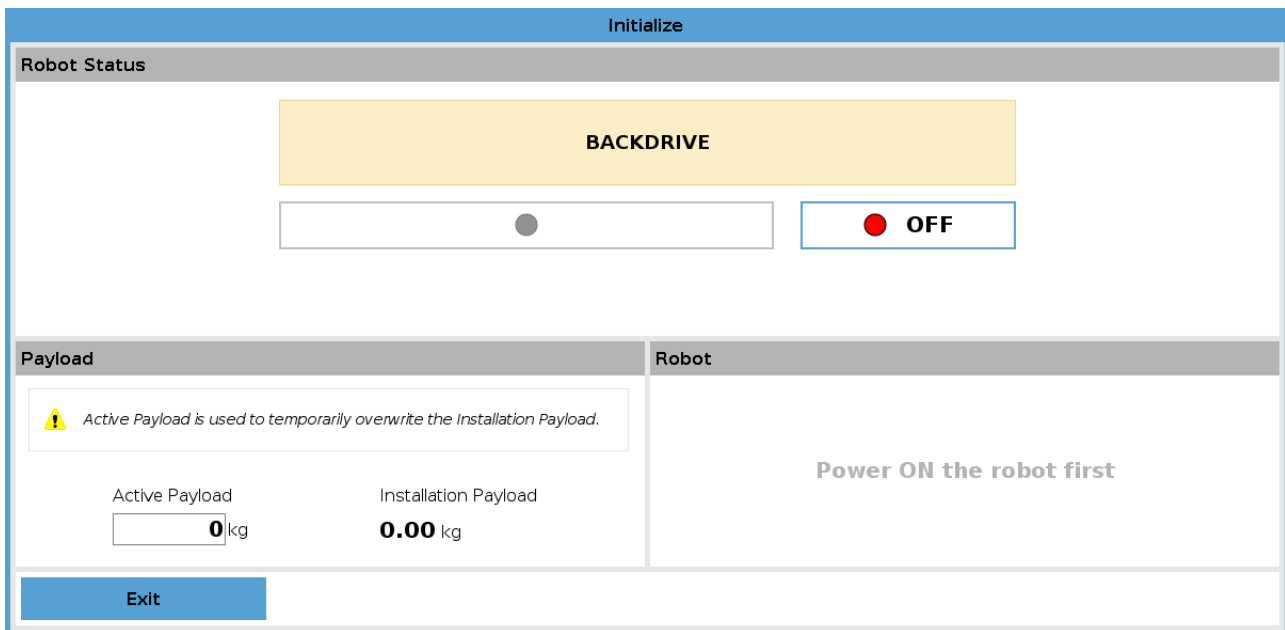 Initialize
Robot Status
BACKDRIVE
OFF
Payload
Active Payload is used to temporarily overwrite the Installation Payload.
Active Payload
Installation Payload
0 kg
0.00 kg
Robot
Power ON the robot first
Exit